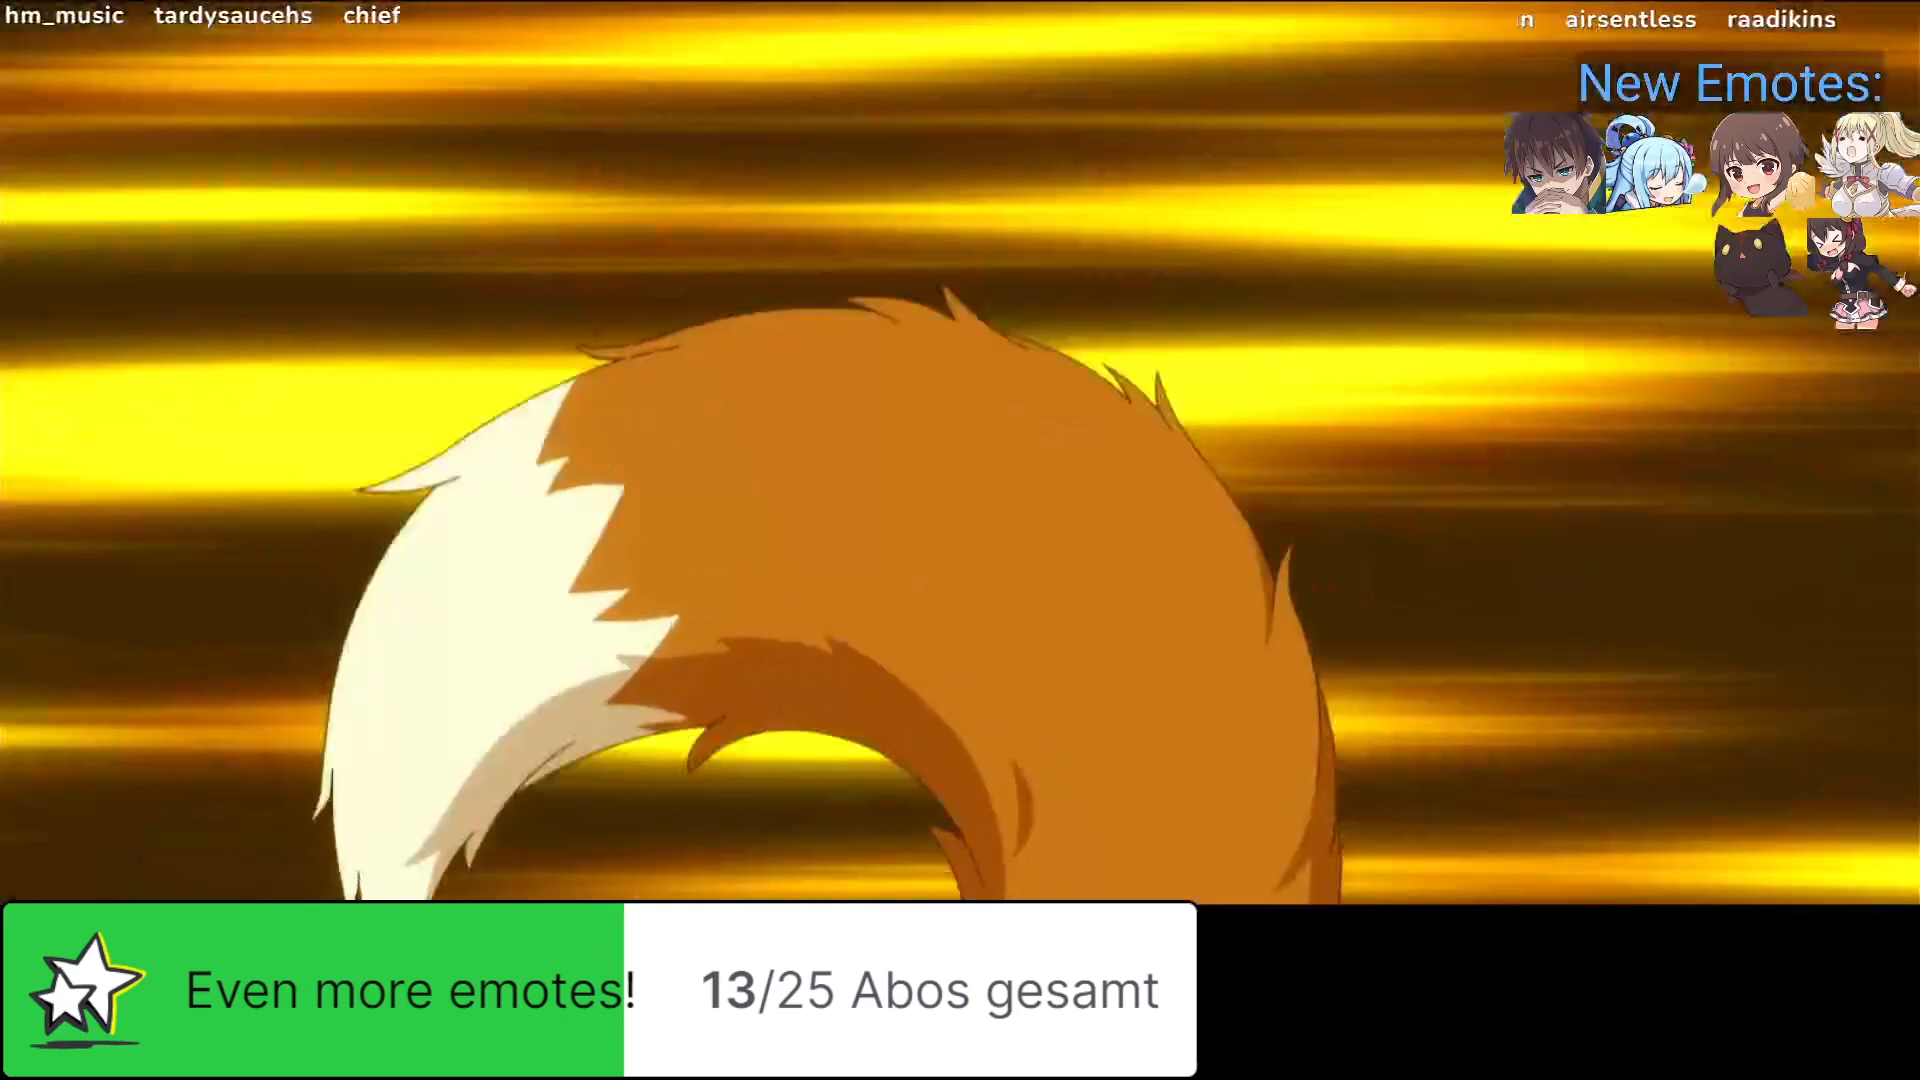 hm_music tardysaucehs chief
n airsentless raadikins
New Emotes:
Even more emotes! 13/25 Abos gesamt